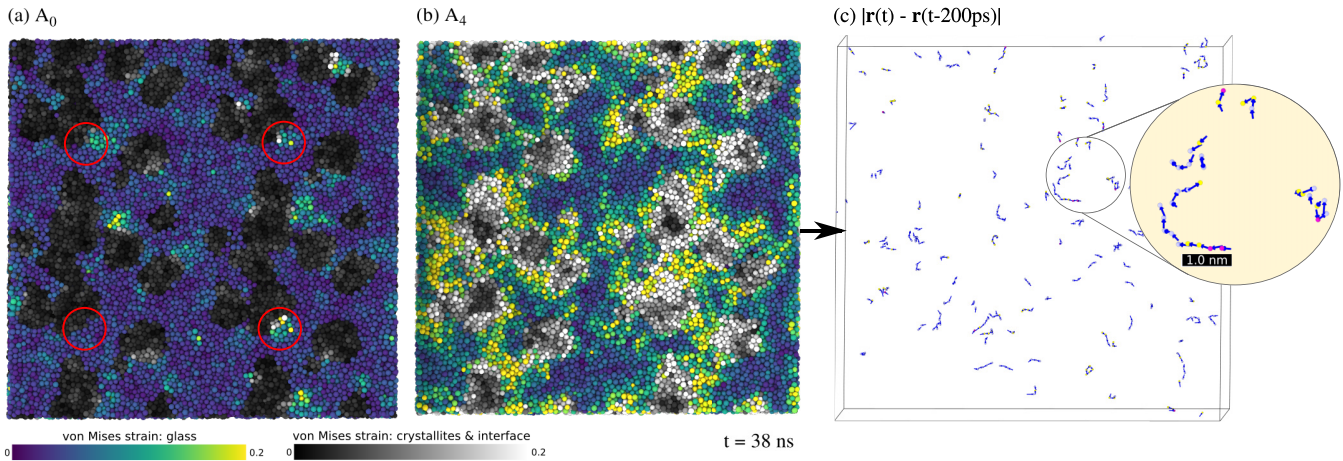 (a) A₀
(b) A₄
(c) |r(t) - r(t-200ps)|
1.0 nm
von Mises strain: glass
0
0.2
von Mises strain: crystallites & interface
0
0.2
t = 38 ns